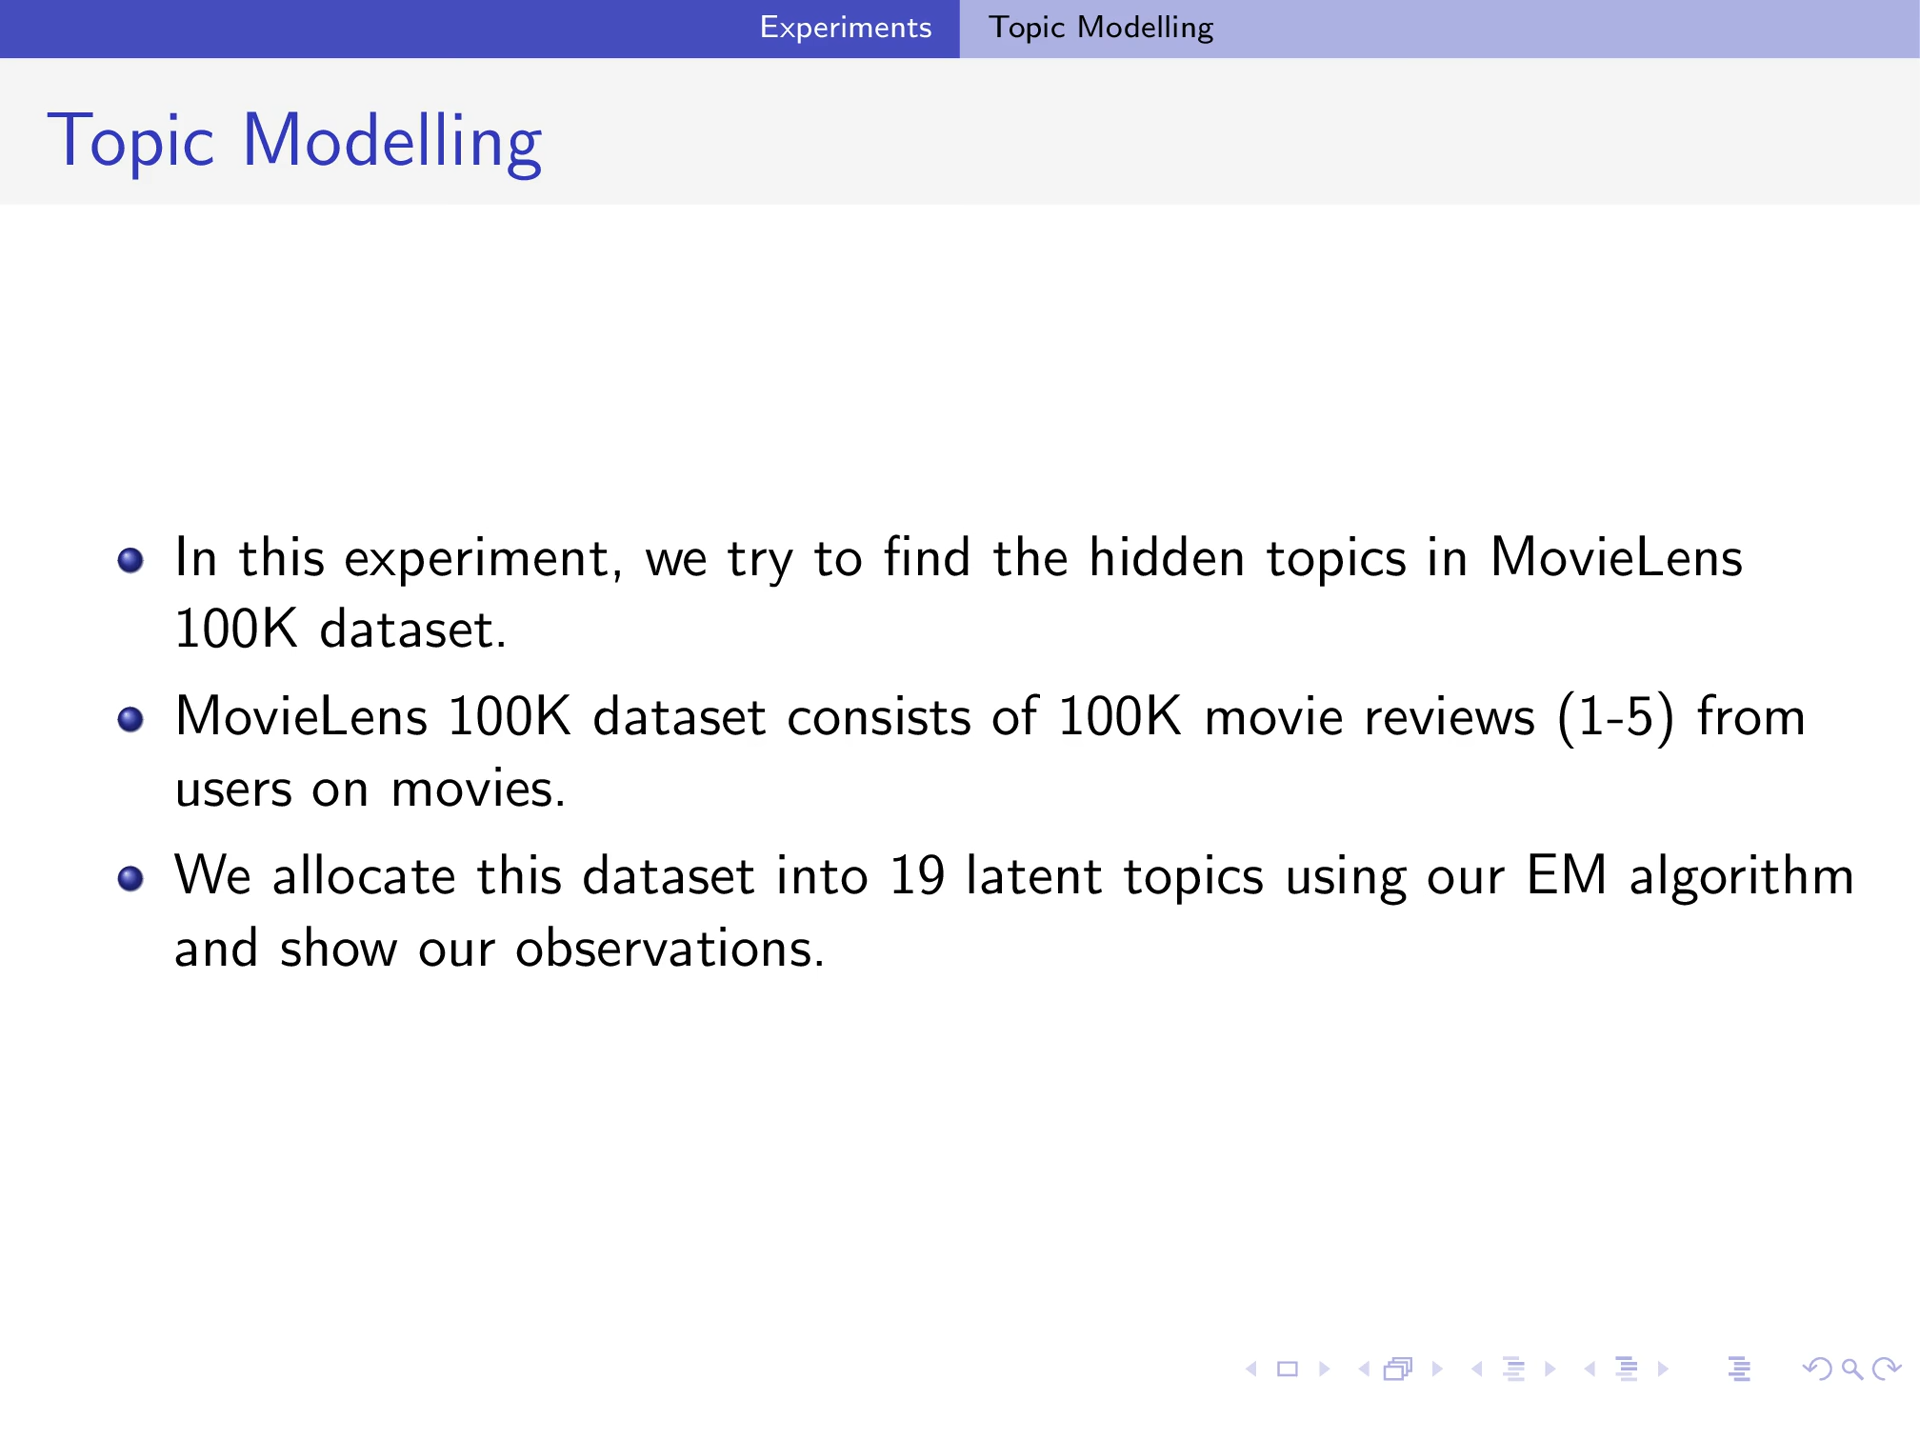 Experiments
Topic Modelling
Topic Modelling
In this experiment, we try to find the hidden topics in MovieLens
100K dataset.
MovieLens 100K dataset consists of 100K movie reviews (1-5) from
users on movies.
We allocate this dataset into 19 latent topics using our EM algorithm
and show our observations.